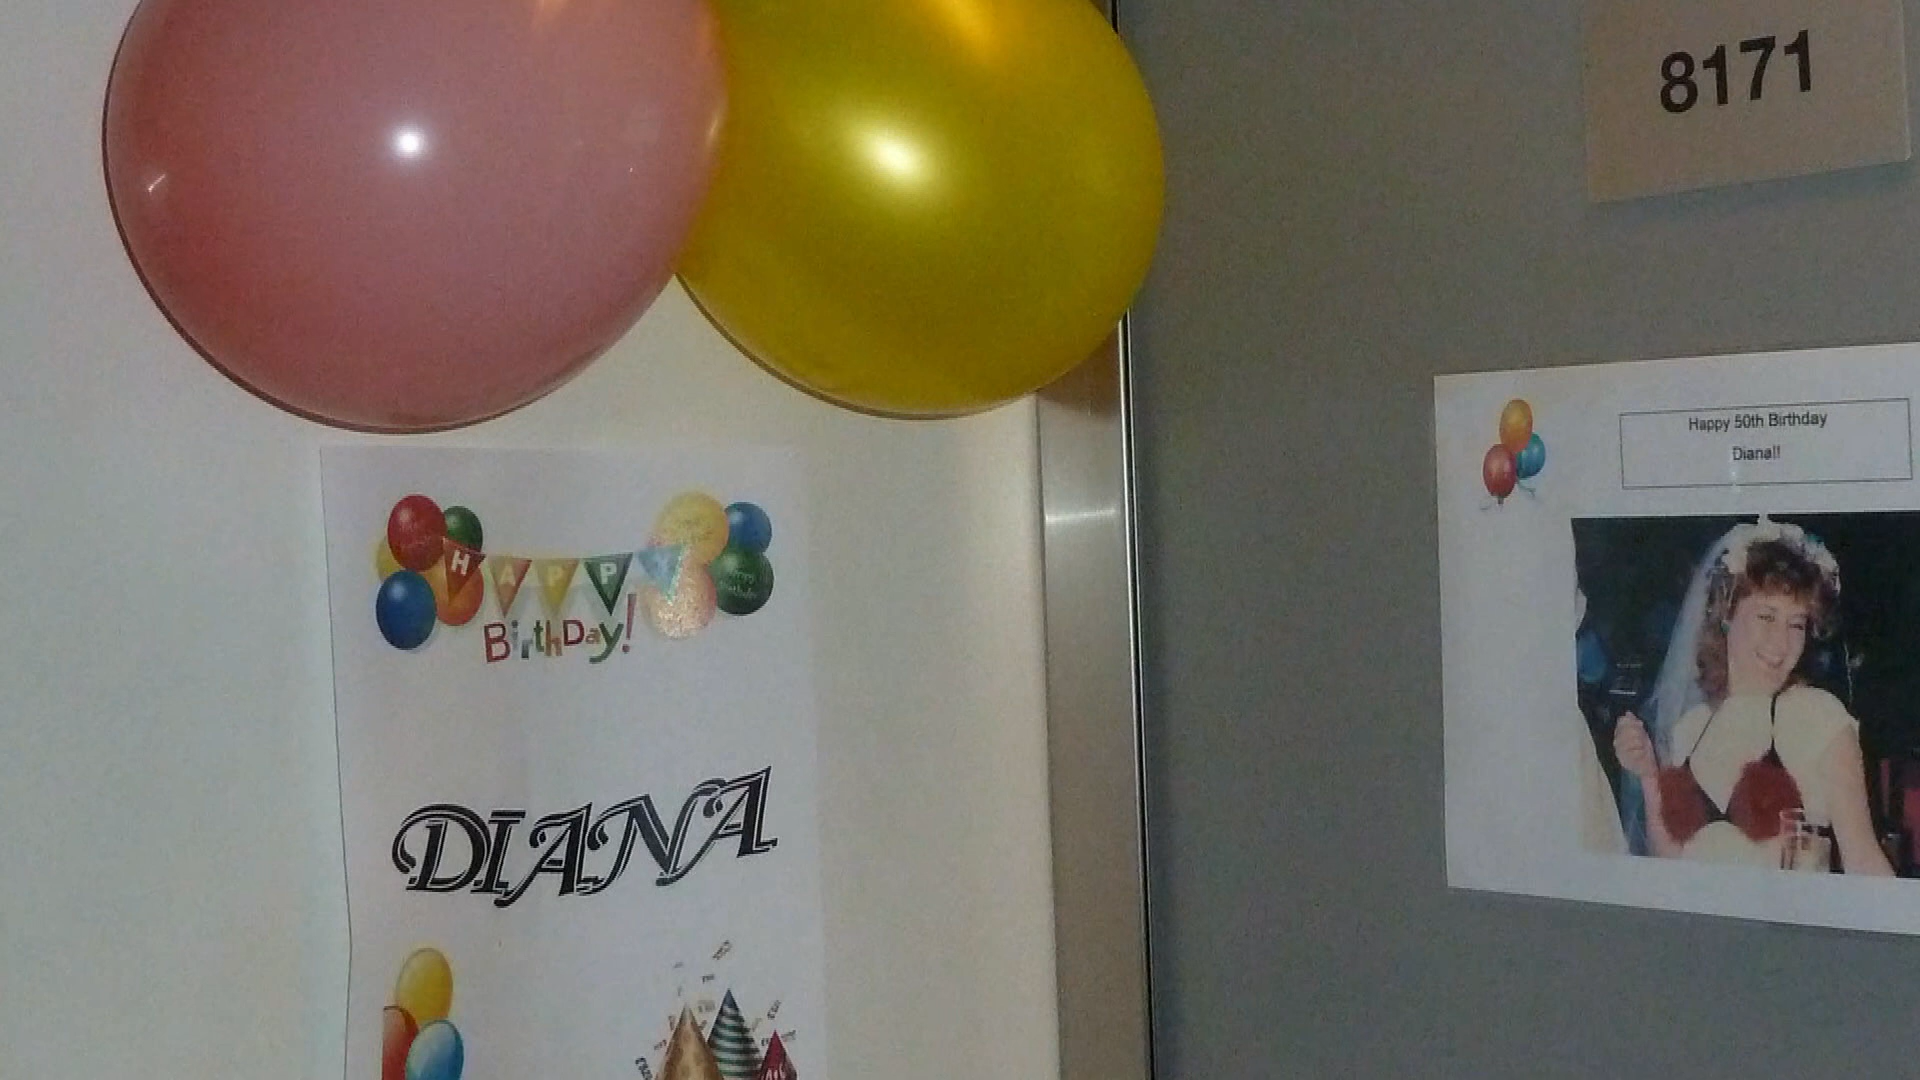 8171
HAPPY
BirthDay!
DIANA
Happy 50th Birthday
Diana!!